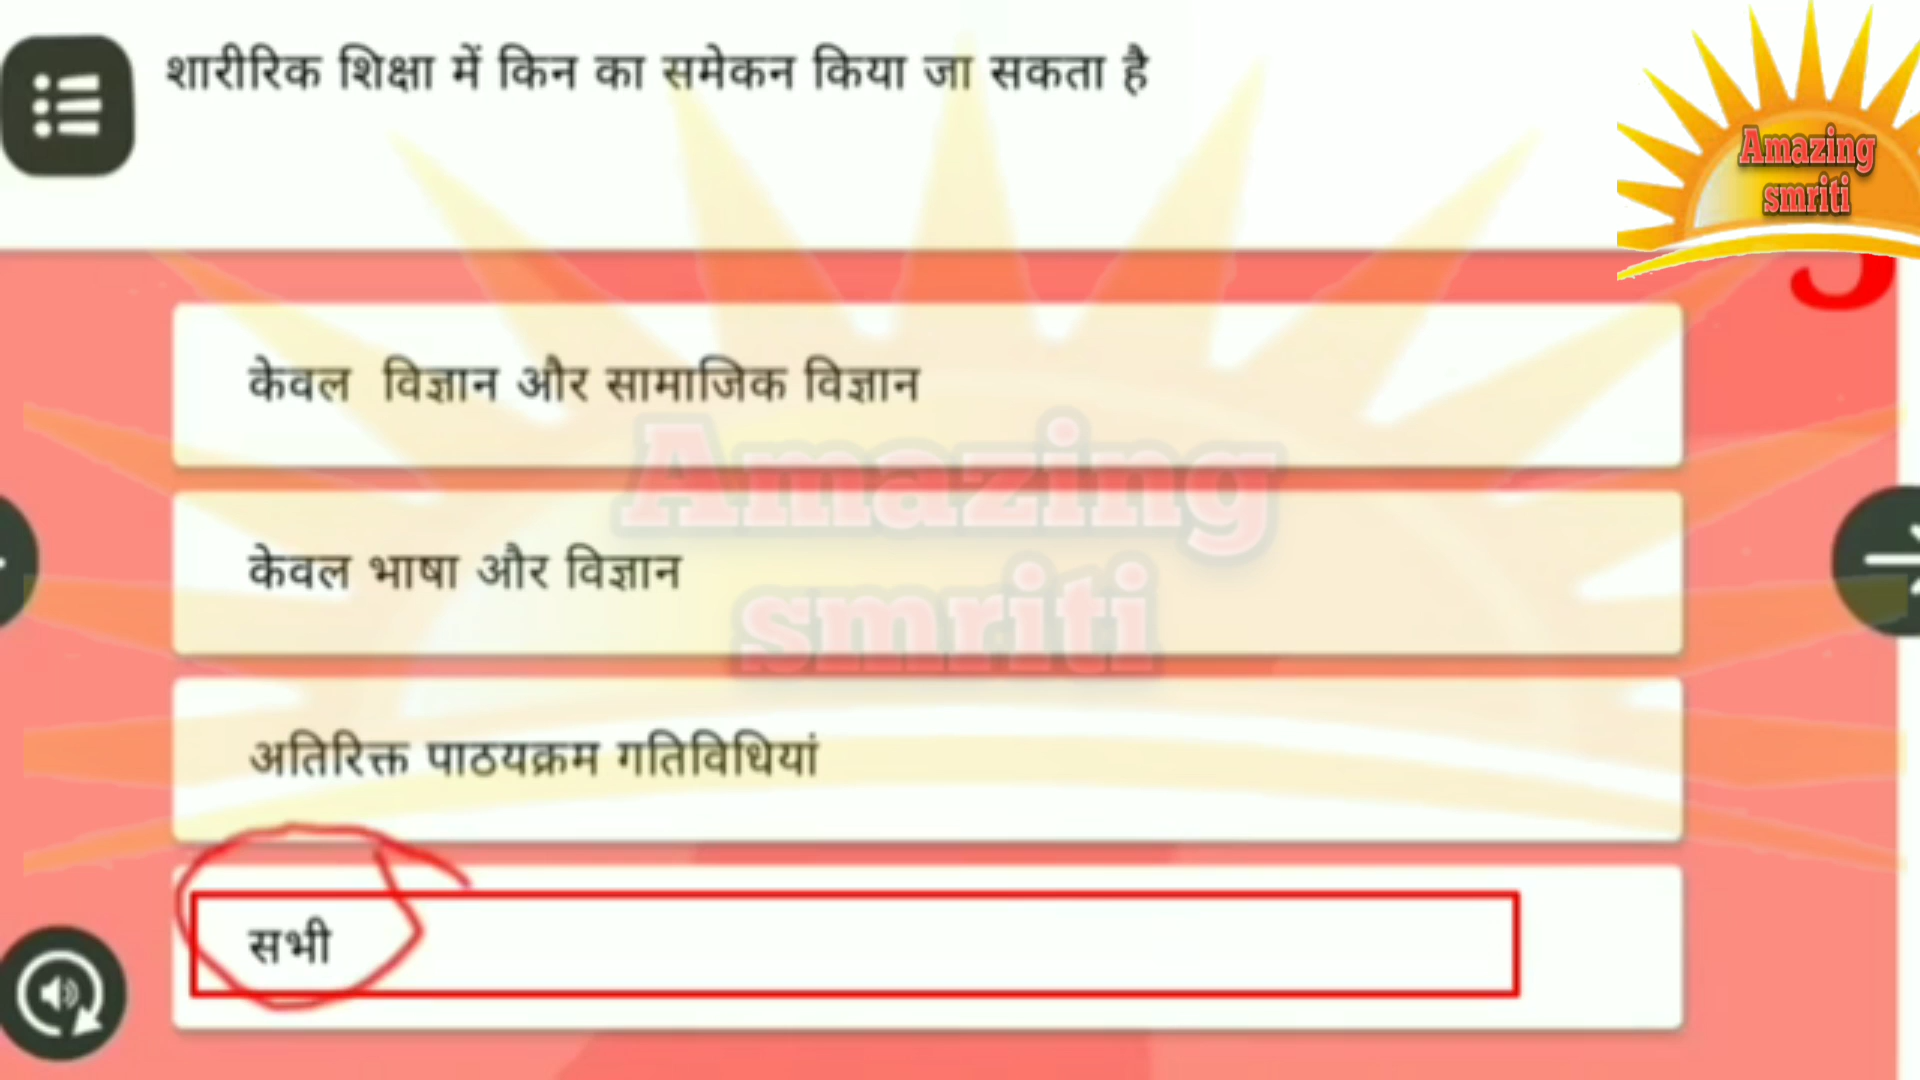 शारीरिक शिक्षा में किन का समेकन किया जा सकता है
Amazing
smriti
केवल विज्ञान और सामाजिक विज्ञान
केवल भाषा और विज्ञान
Amazing
smriti
अतिरिक्त पाठयक्रम गतिविधियां
सभी